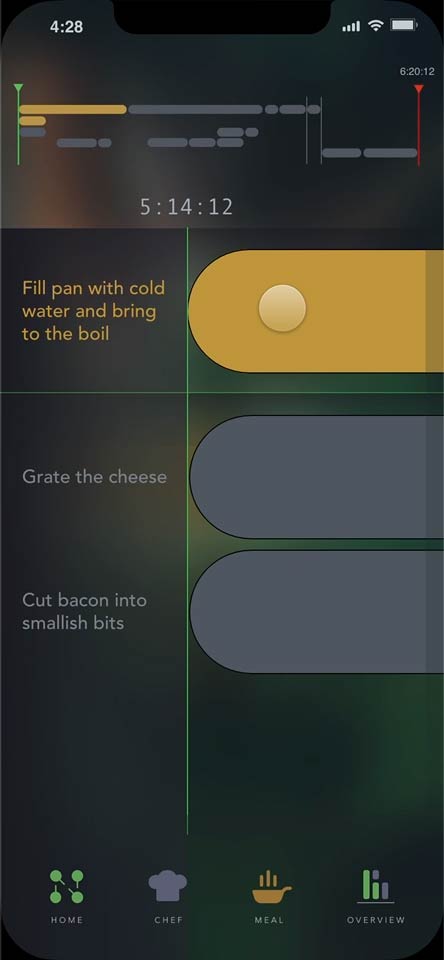 4:28
6:20:12
5:14:12
Fill pan with cold
water and bring
to the boil
Grate the cheese
Cut bacon into
smallish bits
HOME CHEF MEAL OVERVIEW